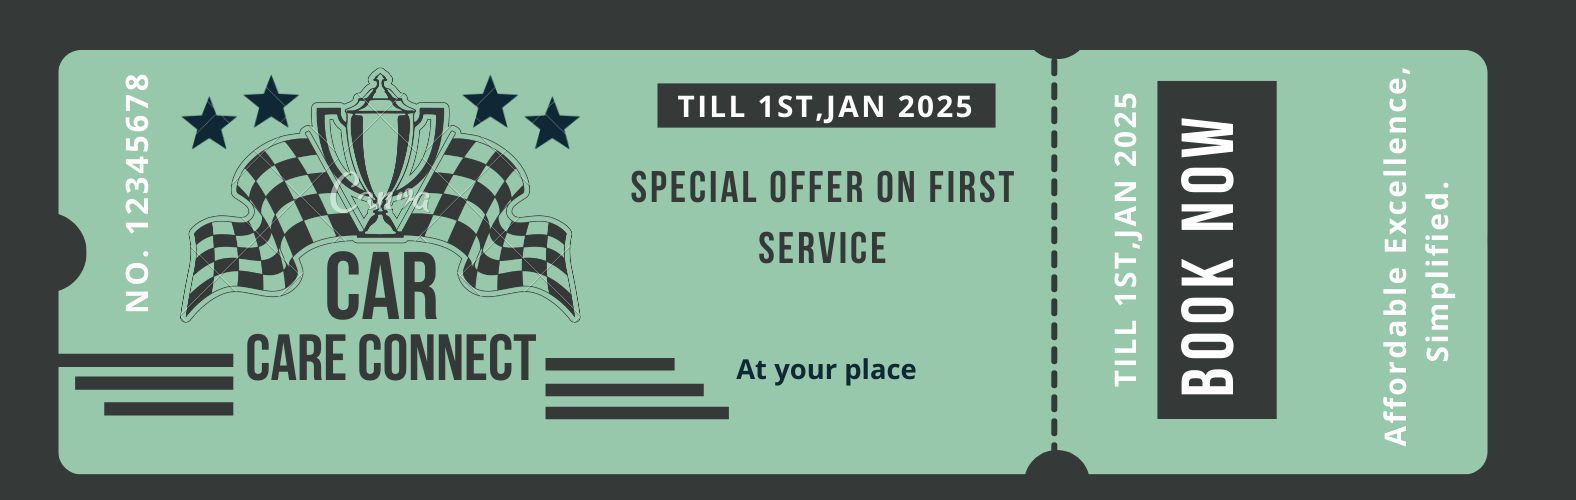 NO. 12345678
Canva
CAR
CARE CONNECT
TILL 1ST,JAN 2025
SPECIAL OFFER ON FIRST
SERVICE
At your place
TILL 1ST,JAN 2025
BOOK NOW
Affordable Excellence,
Simplified.